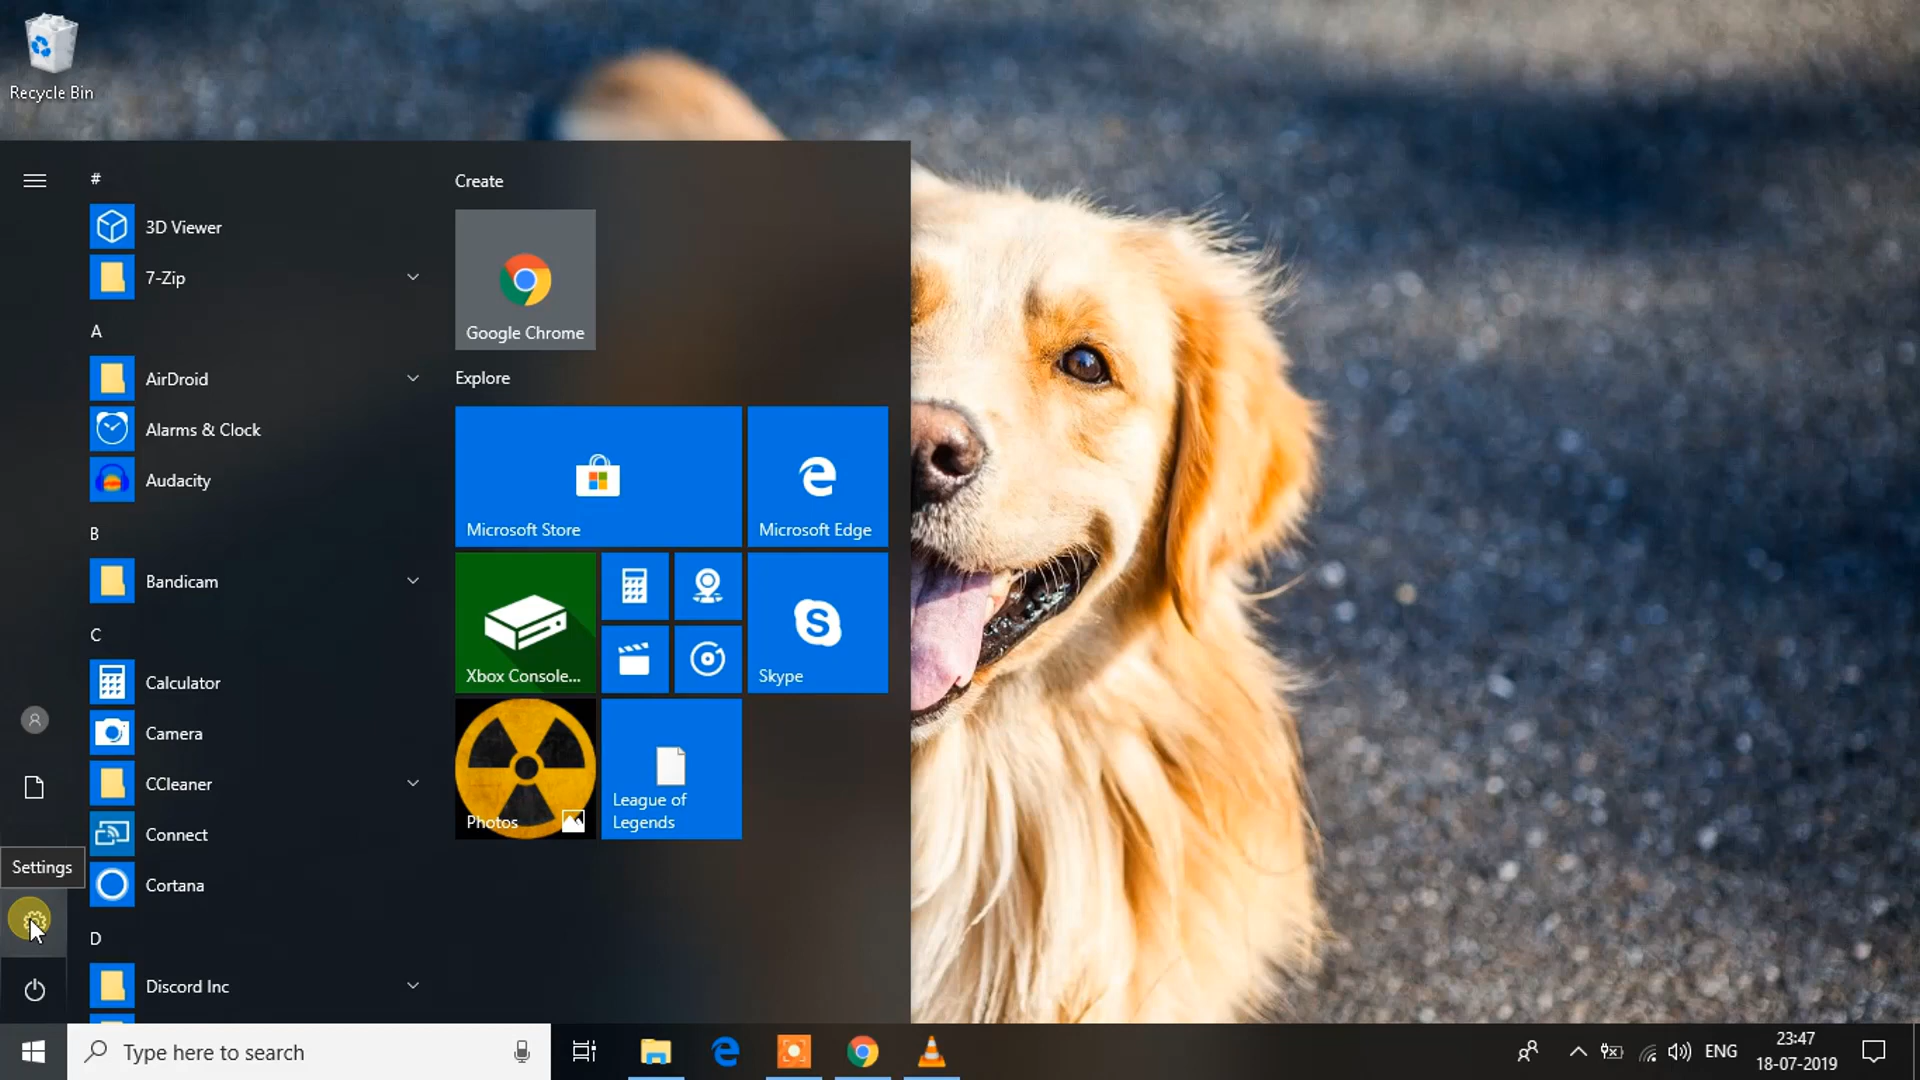 Recycle Bin
#
3D Viewer
7-Zip
A
AirDroid
Alarms & Clock
Audacity
B
Bandicam
C
Calculator
Camera
CCleaner
Connect
Cortana
D
Discord Inc
Settings
Create
Google Chrome
Explore
Microsoft Store
Microsoft Edge
Xbox Console...
Skype
Photos
League of
Legends
Type here to search
ENG
23:47
18-07-2019